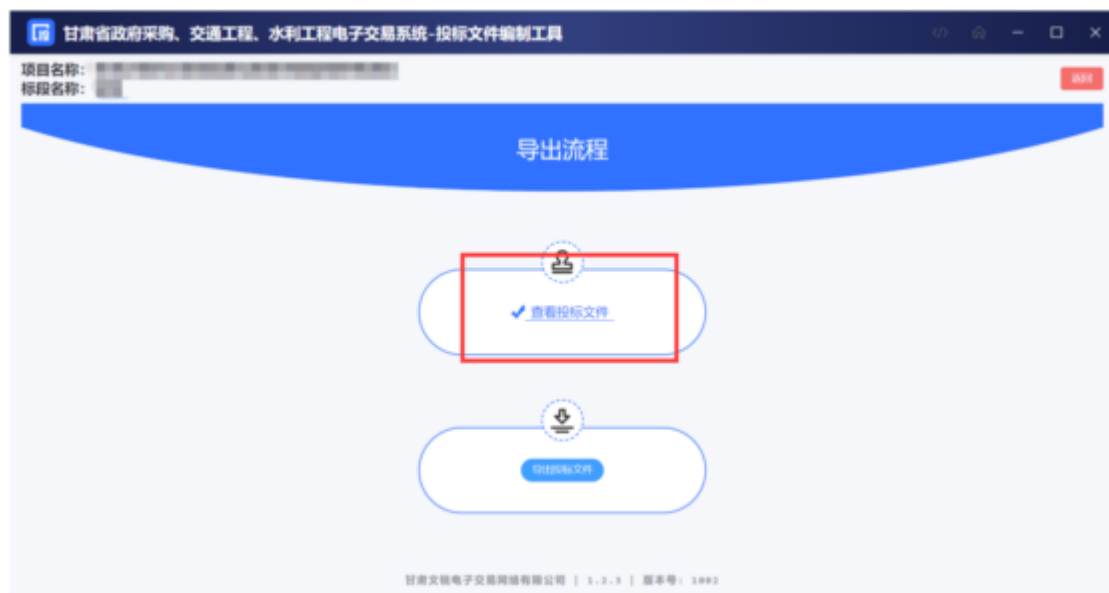 甘肃省政府采购、交通工程、水利工程电子交易系统-投标文件编制工具
项目名称：
标段名称：
返回
导出流程
查看投标文件
导出投标文件
甘肃文锐电子交易网络有限公司 | 1.2.3 | 版本号: 1002